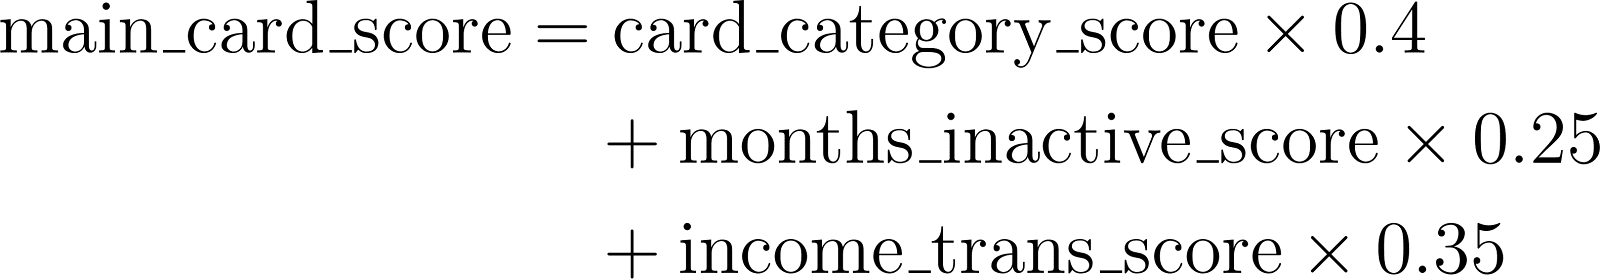 main_card_score = card_category_score × 0.4
+ months_inactive_score × 0.25
+ income_trans_score × 0.35